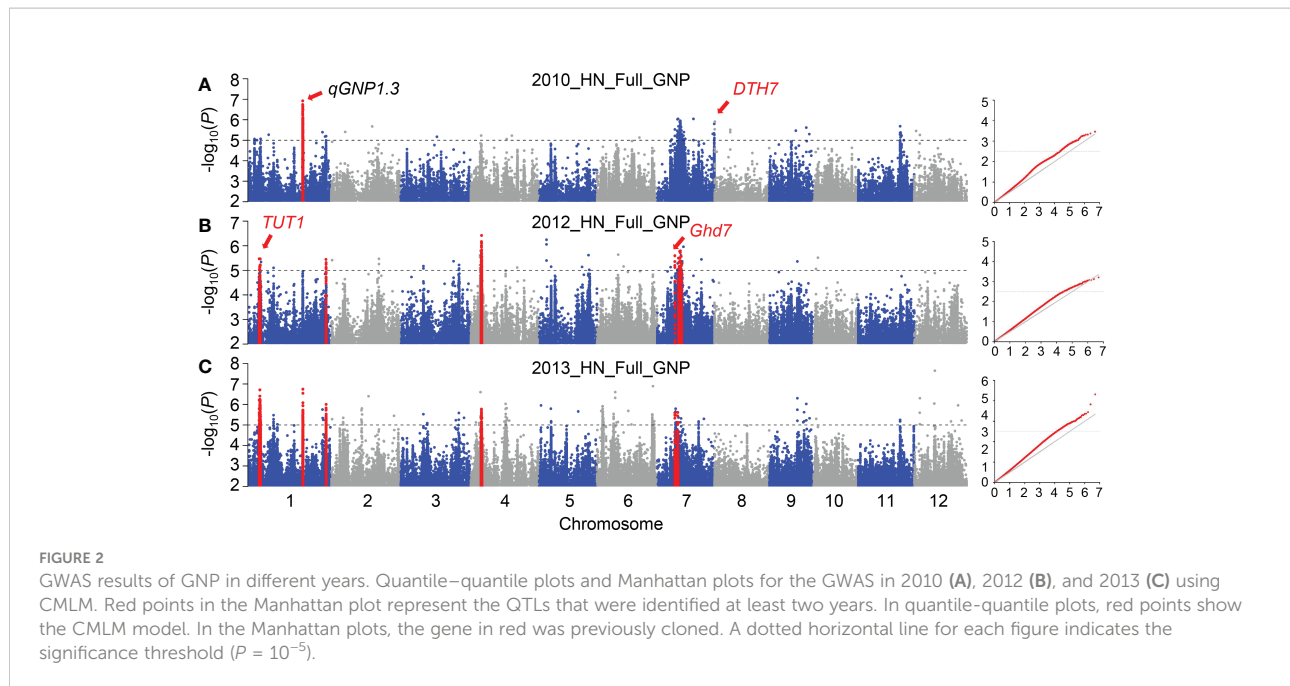 A
2010_HN_Full_GNP
8
7
6
5
4
3
2
-log10(P)
qGNP1.3
DTH7
5
4
3
2
1
0
0 1 2 3 4 5 6 7
B
2012_HN_Full_GNP
7
6
5
4
3
2
-log10(P)
TUT1
Ghd7
5
4
3
2
1
0
0 1 2 3 4 5 6 7
C
2013_HN_Full_GNP
8
7
6
5
4
3
2
-log10(P)
1 2 3 4 5 6 7 8 9 10 11 12
Chromosome
6
5
4
3
2
1
0
0 1 2 3 4 5 6 7
FIGURE 2
GWAS results of GNP in different years. Quantile–quantile plots and Manhattan plots for the GWAS in 2010 (A), 2012 (B), and 2013 (C) using
CMLM. Red points in the Manhattan plot represent the QTLs that were identified at least two years. In quantile-quantile plots, red points show
the CMLM model. In the Manhattan plots, the gene in red was previously cloned. A dotted horizontal line for each figure indicates the
significance threshold (P = 10⁻⁵).